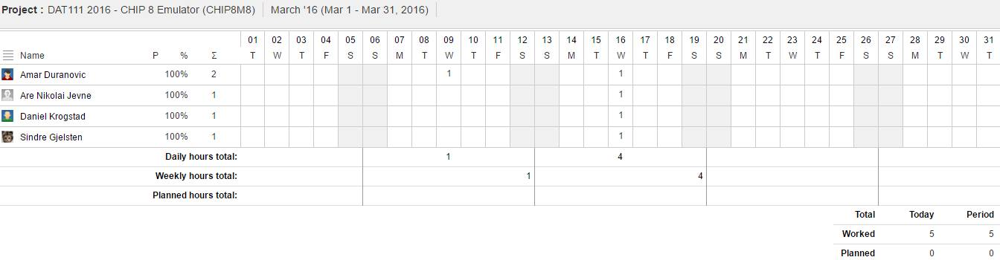 Project : DAT111 2016 - CHIP 8 Emulator (CHIP8M8) March '16 (Mar 1 - Mar 31, 2016)
01 02 03 04 05 06 07 08 09 10 11 12 13 14 15 16 17 18 19 20 21 22 23 24 25 26 27 28 29 30 31
Name P % Σ T W T F S S M T W T F S S M T W T F S S M T W T F S S M T W T
Amar Duranovic 100% 2 1 1
Are Nikolai Jevne 100% 1 1
Daniel Krogstad 100% 1 1
Sindre Gjelsten 100% 1 1
Daily hours total: 1 4
Weekly hours total: 1 4
Planned hours total:
Total Today Period
Worked 5 5
Planned 0 0